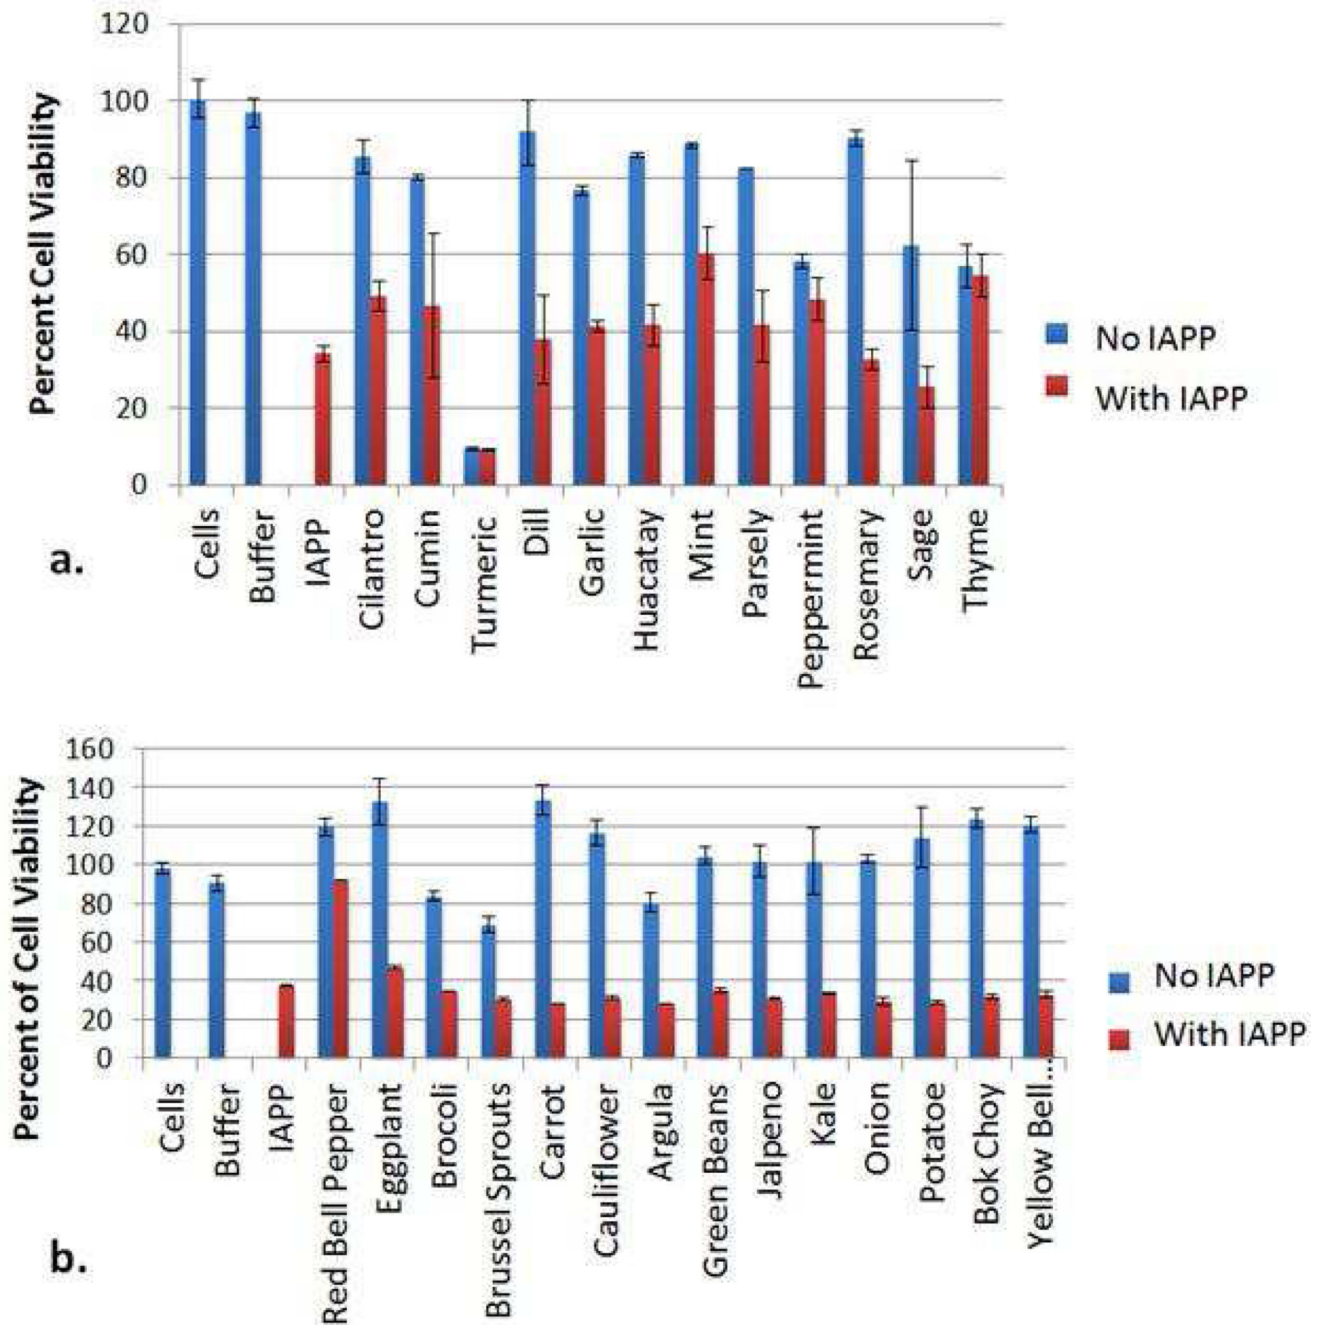 120
100
80
60
40
20
0
Percent Cell Viability
Cells
Buffer
IAPP
Cilantro
Cumin
Turmeric
Dill
Garlic
Huacatay
Mint
Parsely
Peppermint
Rosemary
Sage
Thyme
No IAPP
With IAPP
a.
160
140
120
100
80
60
40
20
0
Percent of Cell Viability
Cells
Buffer
IAPP
Red Bell Pepper
Eggplant
Brocoli
Brussel Sprouts
Carrot
Cauliflower
Argula
Green Beans
Jalpeno
Kale
Onion
Potatoe
Bok Choy
Yellow Bell...
No IAPP
With IAPP
b.